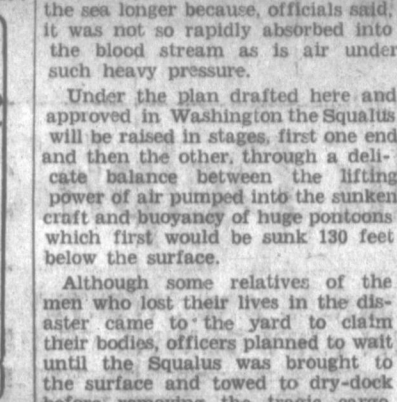 the sea longer because, officials said,
it was not so rapidly absorbed into
the blood stream as is air under
such heavy pressure.
Under the plan drafted here and
approved in Washington the Squalus
will be raised in stages, first one end
and then the other, through a deli-
cate balance between the lifting
power of air pumped into the sunken
craft and buoyancy of huge pontoons
which first would be sunk 130 feet
below the surface.
Although some relatives of the
men who lost their lives in the dis-
aster came to the yard to claim
their bodies, officers planned to wait
until the Squalus was brought to
the surface and towed to dry-dock
before removing the tragic cargo.